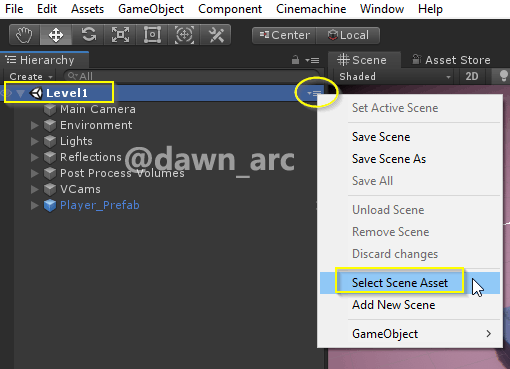 File Edit Assets GameObject Component Cinemachine Window Help
Center Local
Hierarchy
Create All
Level1
Main Camera
Environment
Lights
Reflections
Post Process Volumes
VCams
Player_Prefab
@dawn_arc
Scene Asset Store
Shaded 2D
Set Active Scene
Save Scene
Save Scene As
Save All
Unload Scene
Remove Scene
Discard changes
Select Scene Asset
Add New Scene
GameObject